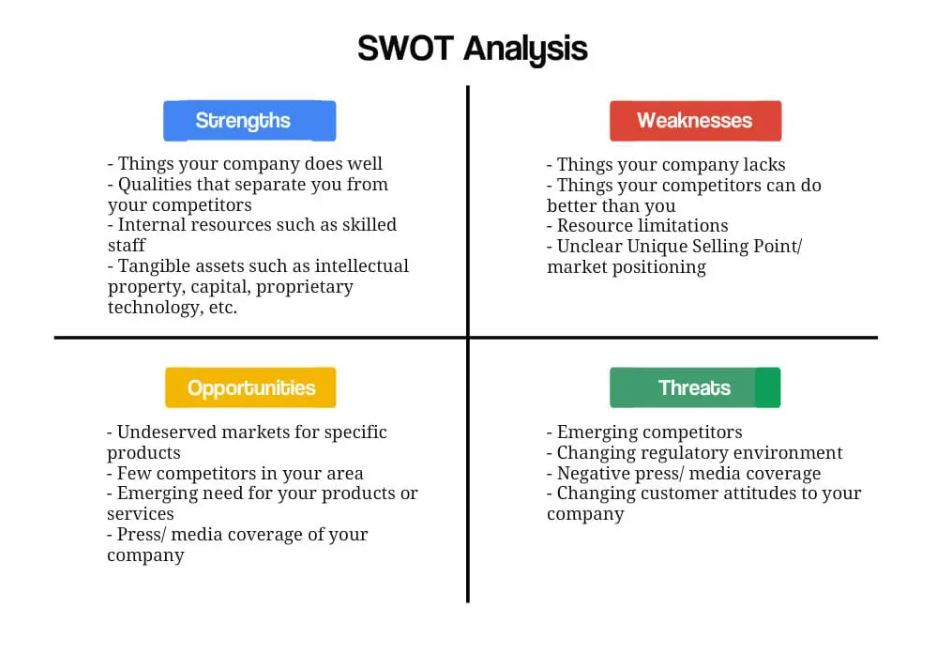 SWOT Analysis
Strengths
- Things your company does well
- Qualities that separate you from
your competitors
- Internal resources such as skilled
staff
- Tangible assets such as intellectual
property, capital, proprietary
technology, etc.
Weaknesses
- Things your company lacks
- Things your competitors can do
better than you
- Resource limitations
- Unclear Unique Selling Point/
market positioning
Opportunities
- Undeserved markets for specific
products
- Few competitors in your area
- Emerging need for your products or
services
- Press/ media coverage of your
company
Threats
- Emerging competitors
- Changing regulatory environment
- Negative press/ media coverage
- Changing customer attitudes to your
company